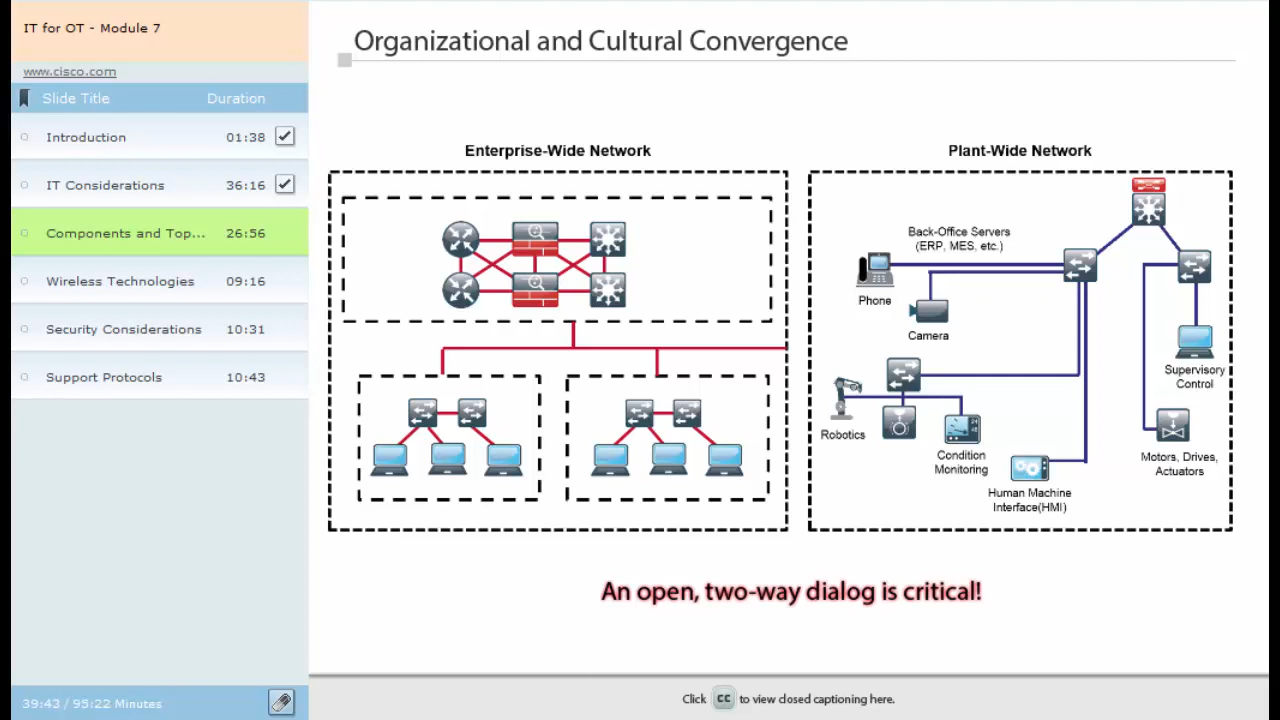 IT for OT - Module 7
www.cisco.com
Slide Title Duration
Introduction 01:38
IT Considerations 36:16
Components and Top... 26:56
Wireless Technologies 09:16
Security Considerations 10:31
Support Protocols 10:43
39:43 / 95:22 Minutes
Organizational and Cultural Convergence
Enterprise-Wide Network
Plant-Wide Network
Back-Office Servers
(ERP, MES, etc.)
Phone
Camera
Supervisory
Control
Robotics
Condition
Monitoring
Motors, Drives,
Actuators
Human Machine
Interface(HMI)
An open, two-way dialog is critical!
Click CC to view closed captioning here.